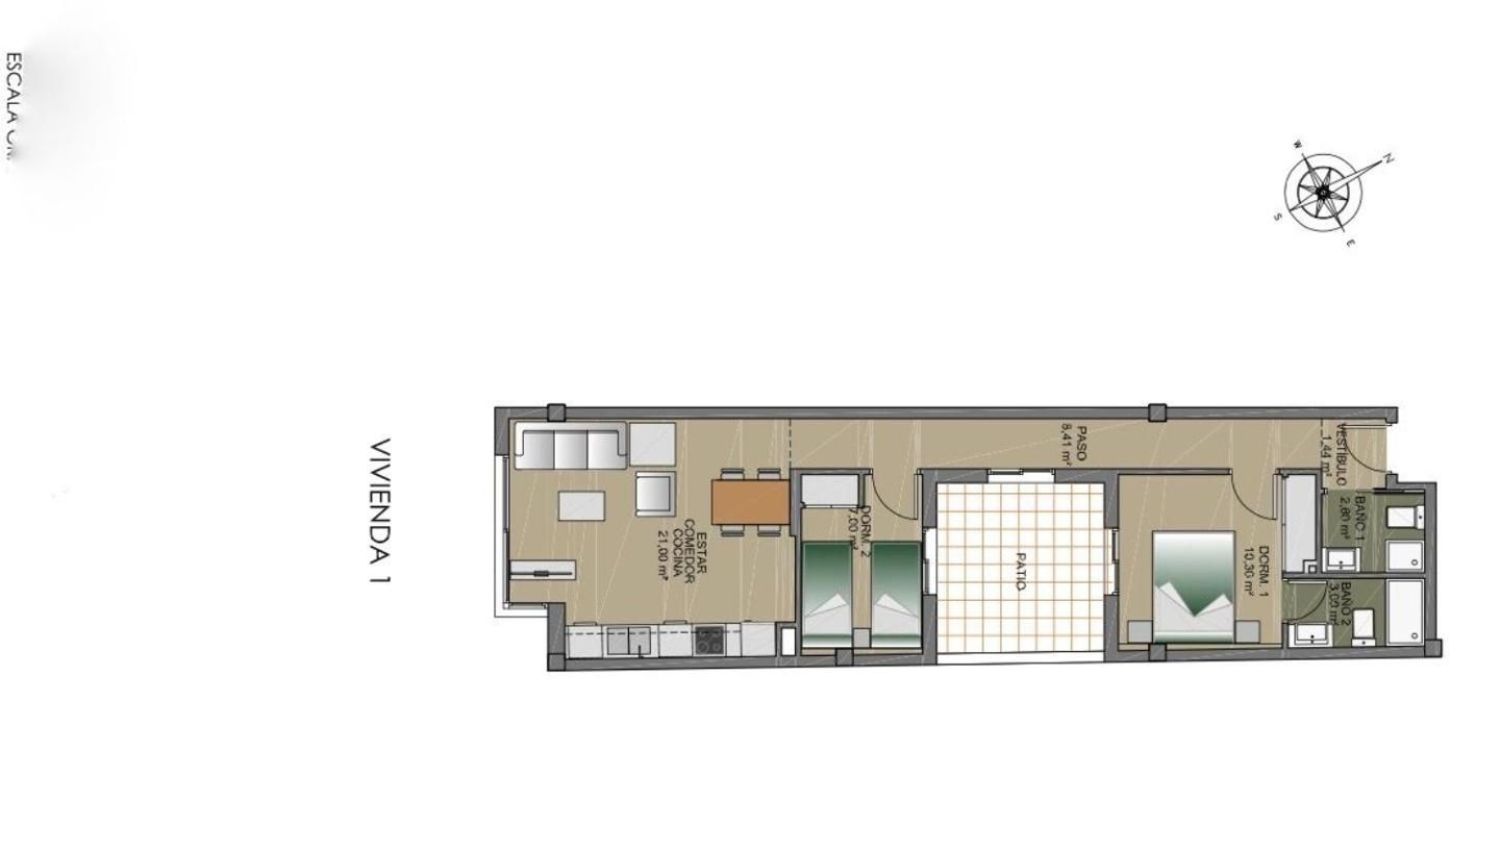 ESCALA
W
N
S
E
VIVIENDA 1
ESTAR
COMEDOR
COCINA
21,00 m²
DORM. 2
7,00 m²
PATIO
PASO
8,41 m²
DORM. 1
10,30 m²
VESTIBULO
1,44 m²
BAÑO 1
2,80 m²
BAÑO 2
3,00 m²